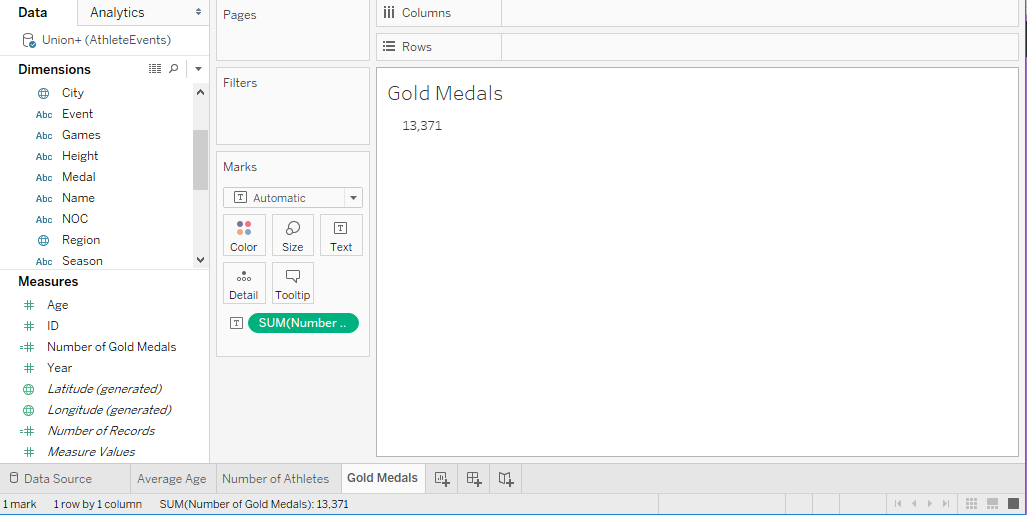 Data
Analytics
Union+ (AthleteEvents)
Dimensions
City
Abc Event
Abc Games
Abc Height
Abc Medal
Abc Name
Abc NOC
Region
Abc Season
Measures
Age
ID
Number of Gold Medals
Year
Latitude (generated)
Longitude (generated)
Number of Records
Measure Values
Pages
Filters
Marks
T Automatic
Color
Size
T Text
Detail
Tooltip
T SUM(Number ..
Columns
Rows
Gold Medals
13,371
Data Source
Average Age
Number of Athletes
Gold Medals
1 mark 1 row by 1 column SUM(Number of Gold Medals): 13,371